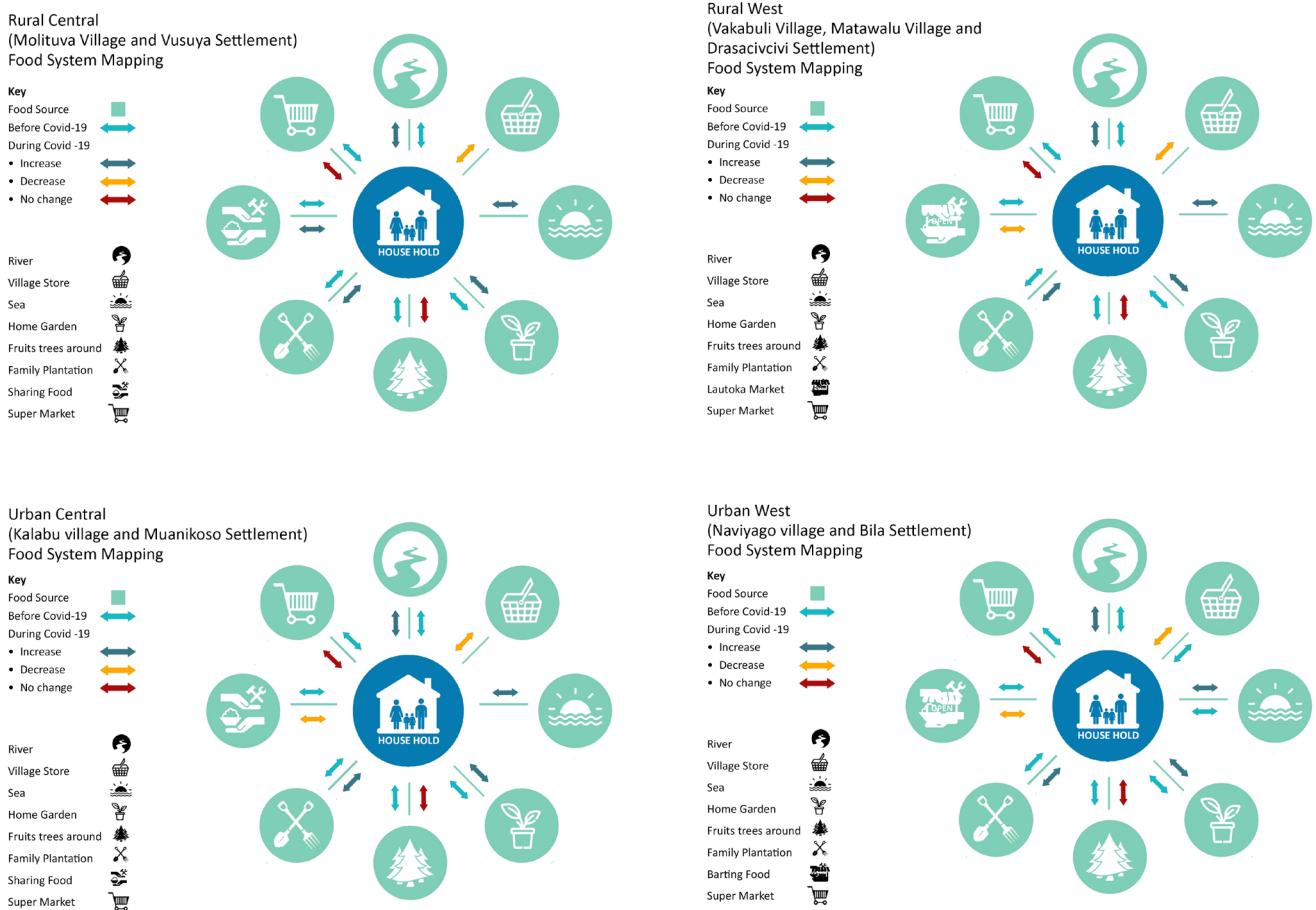 Rural Central
(Molituva Village and Vusuya Settlement)
Food System Mapping
Key
Food Source
Before Covid-19
During Covid -19
• Increase
• Decrease
• No change
River
Village Store
Sea
Home Garden
Fruits trees around
Family Plantation
Sharing Food
Super Market
HOUSE HOLD
Rural West
(Vakabuli Village, Matawalu Village and
Drasacivcivi Settlement)
Food System Mapping
Key
Food Source
Before Covid-19
During Covid -19
• Increase
• Decrease
• No change
River
Village Store
Sea
Home Garden
Fruits trees around
Family Plantation
Lautoka Market
Super Market
OPEN
HOUSE HOLD
Urban Central
(Kalabu village and Muanikoso Settlement)
Food System Mapping
Key
Food Source
Before Covid-19
During Covid -19
• Increase
• Decrease
• No change
River
Village Store
Sea
Home Garden
Fruits trees around
Family Plantation
Sharing Food
Super Market
HOUSE HOLD
Urban West
(Naviyago village and Bila Settlement)
Food System Mapping
Key
Food Source
Before Covid-19
During Covid -19
• Increase
• Decrease
• No change
River
Village Store
Sea
Home Garden
Fruits trees around
Family Plantation
Barting Food
Super Market
OPEN
HOUSE HOLD